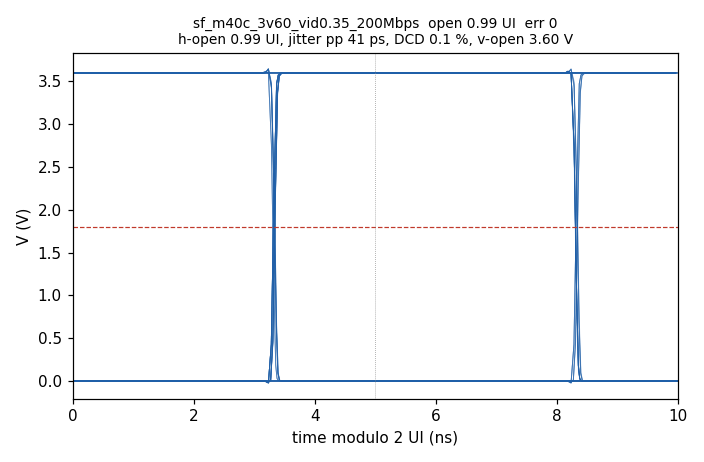 sf_m40c_3v60_vid0.35_200Mbps  open 0.99 UI  err 0
h-open 0.99 UI, jitter pp 41 ps, DCD 0.1 %, v-open 3.60 V
3.5
3.0
2.5
2.0
1.5
1.0
0.5
0.0
V (V)
0 2 4 6 8 10
time modulo 2 UI (ns)